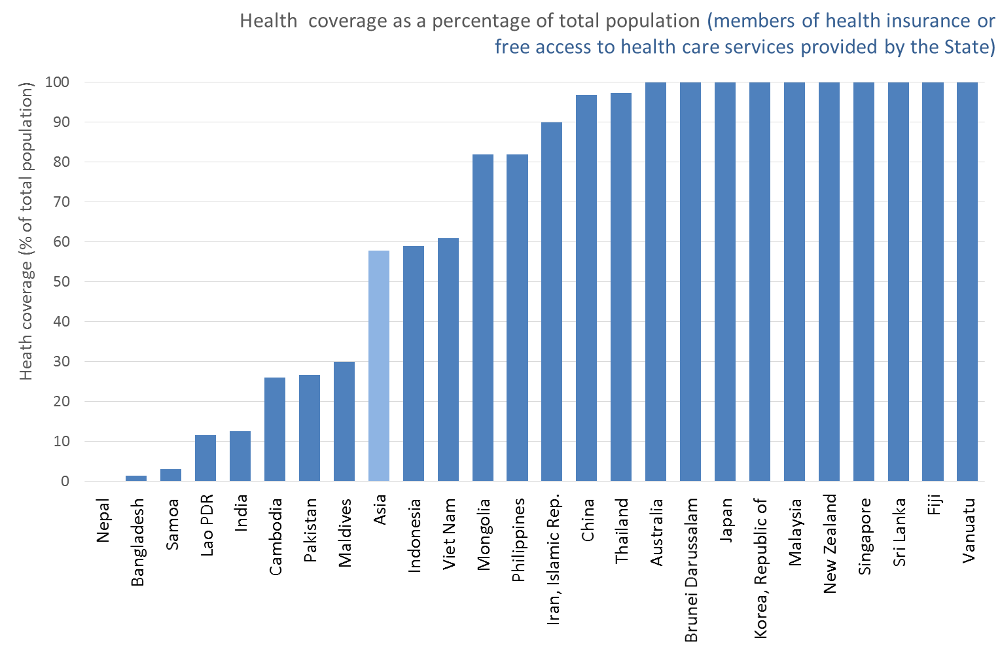 Health  coverage as a percentage of total population (members of health insurance or
free access to health care services provided by the State)
Heath coverage (% of total population)
100
90
80
70
60
50
40
30
20
10
0
Nepal
Bangladesh
Samoa
Lao PDR
India
Cambodia
Pakistan
Maldives
Asia
Indonesia
Viet Nam
Mongolia
Philippines
Iran, Islamic Rep.
China
Thailand
Australia
Brunei Darussalam
Japan
Korea, Republic of
Malaysia
New Zealand
Singapore
Sri Lanka
Fiji
Vanuatu